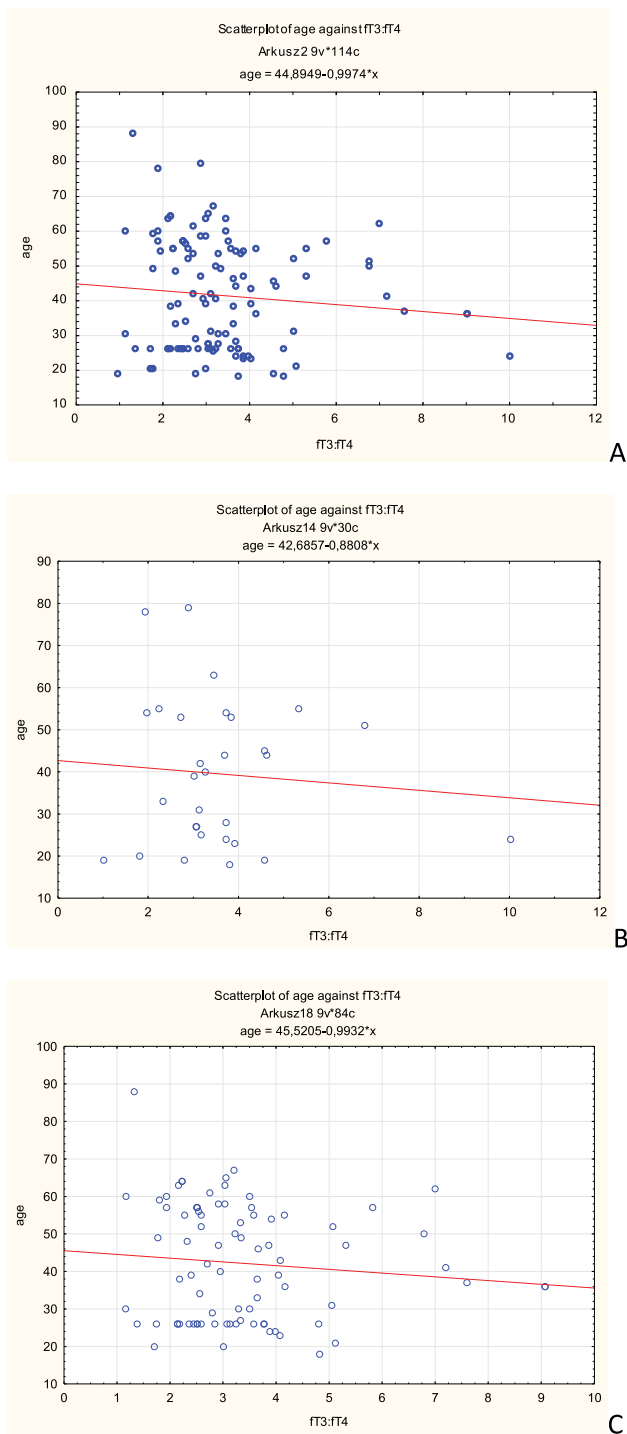 Scatterplot of age against fT3:fT4
Arkusz2 9v*114c
age = 44,8949-0,9974*x
100
90
80
70
60
50
40
30
20
10
age
0 2 4 6 8 10 12
fT3:fT4
A
Scatterplot of age against fT3:fT4
Arkusz14 9v*30c
age = 42,6857-0,8808*x
90
80
70
60
50
40
30
20
10
age
0 2 4 6 8 10 12
fT3:fT4
B
Scatterplot of age against fT3:fT4
Arkusz18 9v*84c
age = 45,5205-0,9932*x
100
90
80
70
60
50
40
30
20
10
age
0 1 2 3 4 5 6 7 8 9 10
fT3:fT4
C